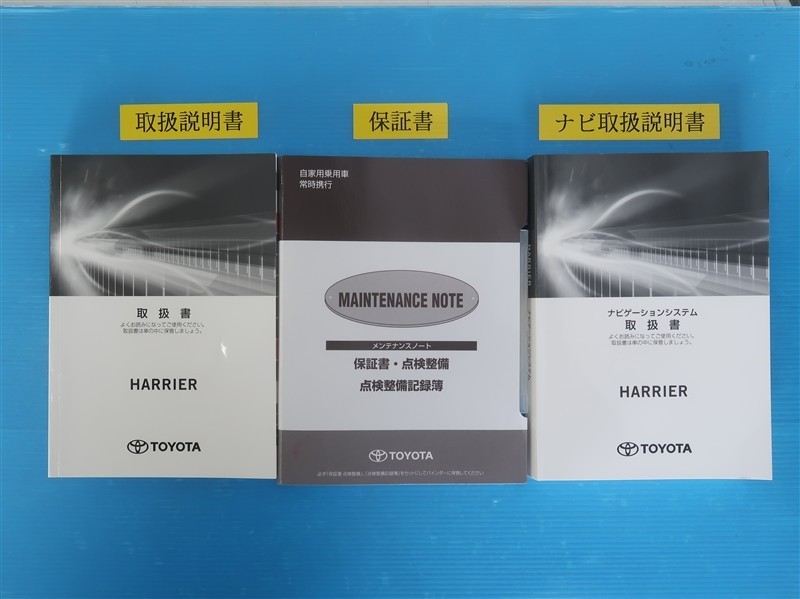 取扱説明書
保証書
ナビ取扱説明書
取扱書
よくお読みになってご使用ください。
取扱書は車の中に保管しましょう。
HARRIER
TOYOTA
自家用乗用車
常時携行
MAINTENANCE NOTE
メンテナンスノート
保証書・点検整備
点検整備記録簿
TOYOTA
ナビゲーションシステム
取扱書
よくお読みになってご使用ください。
取扱書は車の中に保管しましょう。
HARRIER
TOYOTA